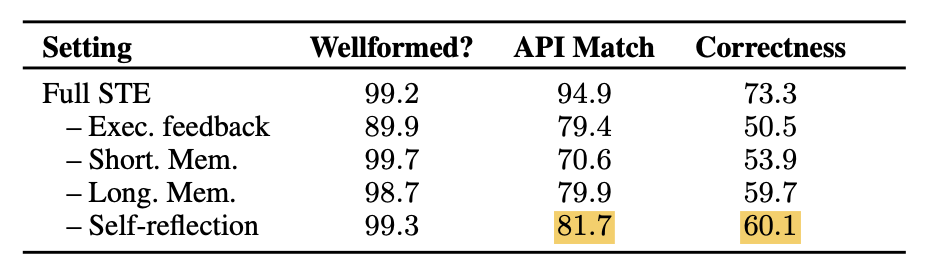 Setting Wellformed? API Match Correctness
Full STE 99.2 94.9 73.3
– Exec. feedback 89.9 79.4 50.5
– Short. Mem. 99.7 70.6 53.9
– Long. Mem. 98.7 79.9 59.7
– Self-reflection 99.3 81.7 60.1